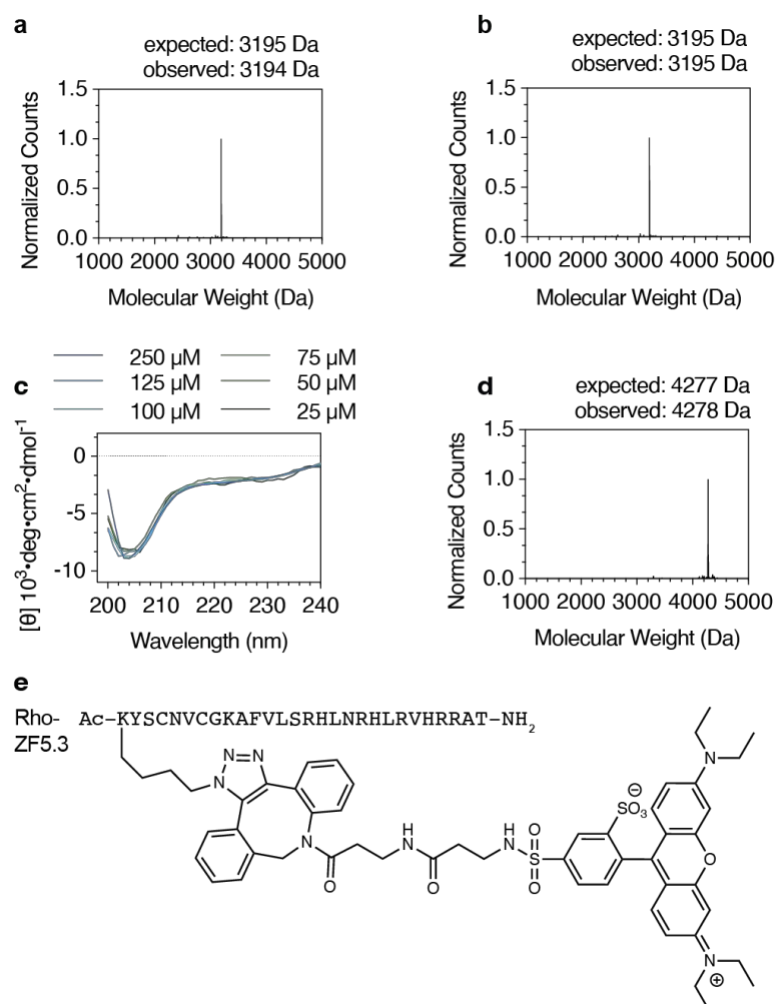 a
expected: 3195 Da
observed: 3194 Da
1.5
1.0
0.5
0.0
Normalized Counts
1000 2000 3000 4000 5000
Molecular Weight (Da)
b
expected: 3195 Da
observed: 3195 Da
1.5
1.0
0.5
0.0
Normalized Counts
1000 2000 3000 4000 5000
Molecular Weight (Da)
c
250 µM 75 µM
125 µM 50 µM
100 µM 25 µM
0
-5
-10
[θ] 10³•deg•cm²•dmol⁻¹
200 210 220 230 240
Wavelength (nm)
d
expected: 4277 Da
observed: 4278 Da
1.5
1.0
0.5
0.0
Normalized Counts
1000 2000 3000 4000 5000
Molecular Weight (Da)
e
Rho-
ZF5.3
Ac–KYSCNVCGKAFVLSRHLNRHLRVHRRAT–NH₂
N=N
N
N
O
H
N
O
H
N
O
S
O
SO₃
⊖
N
O
N
⊕